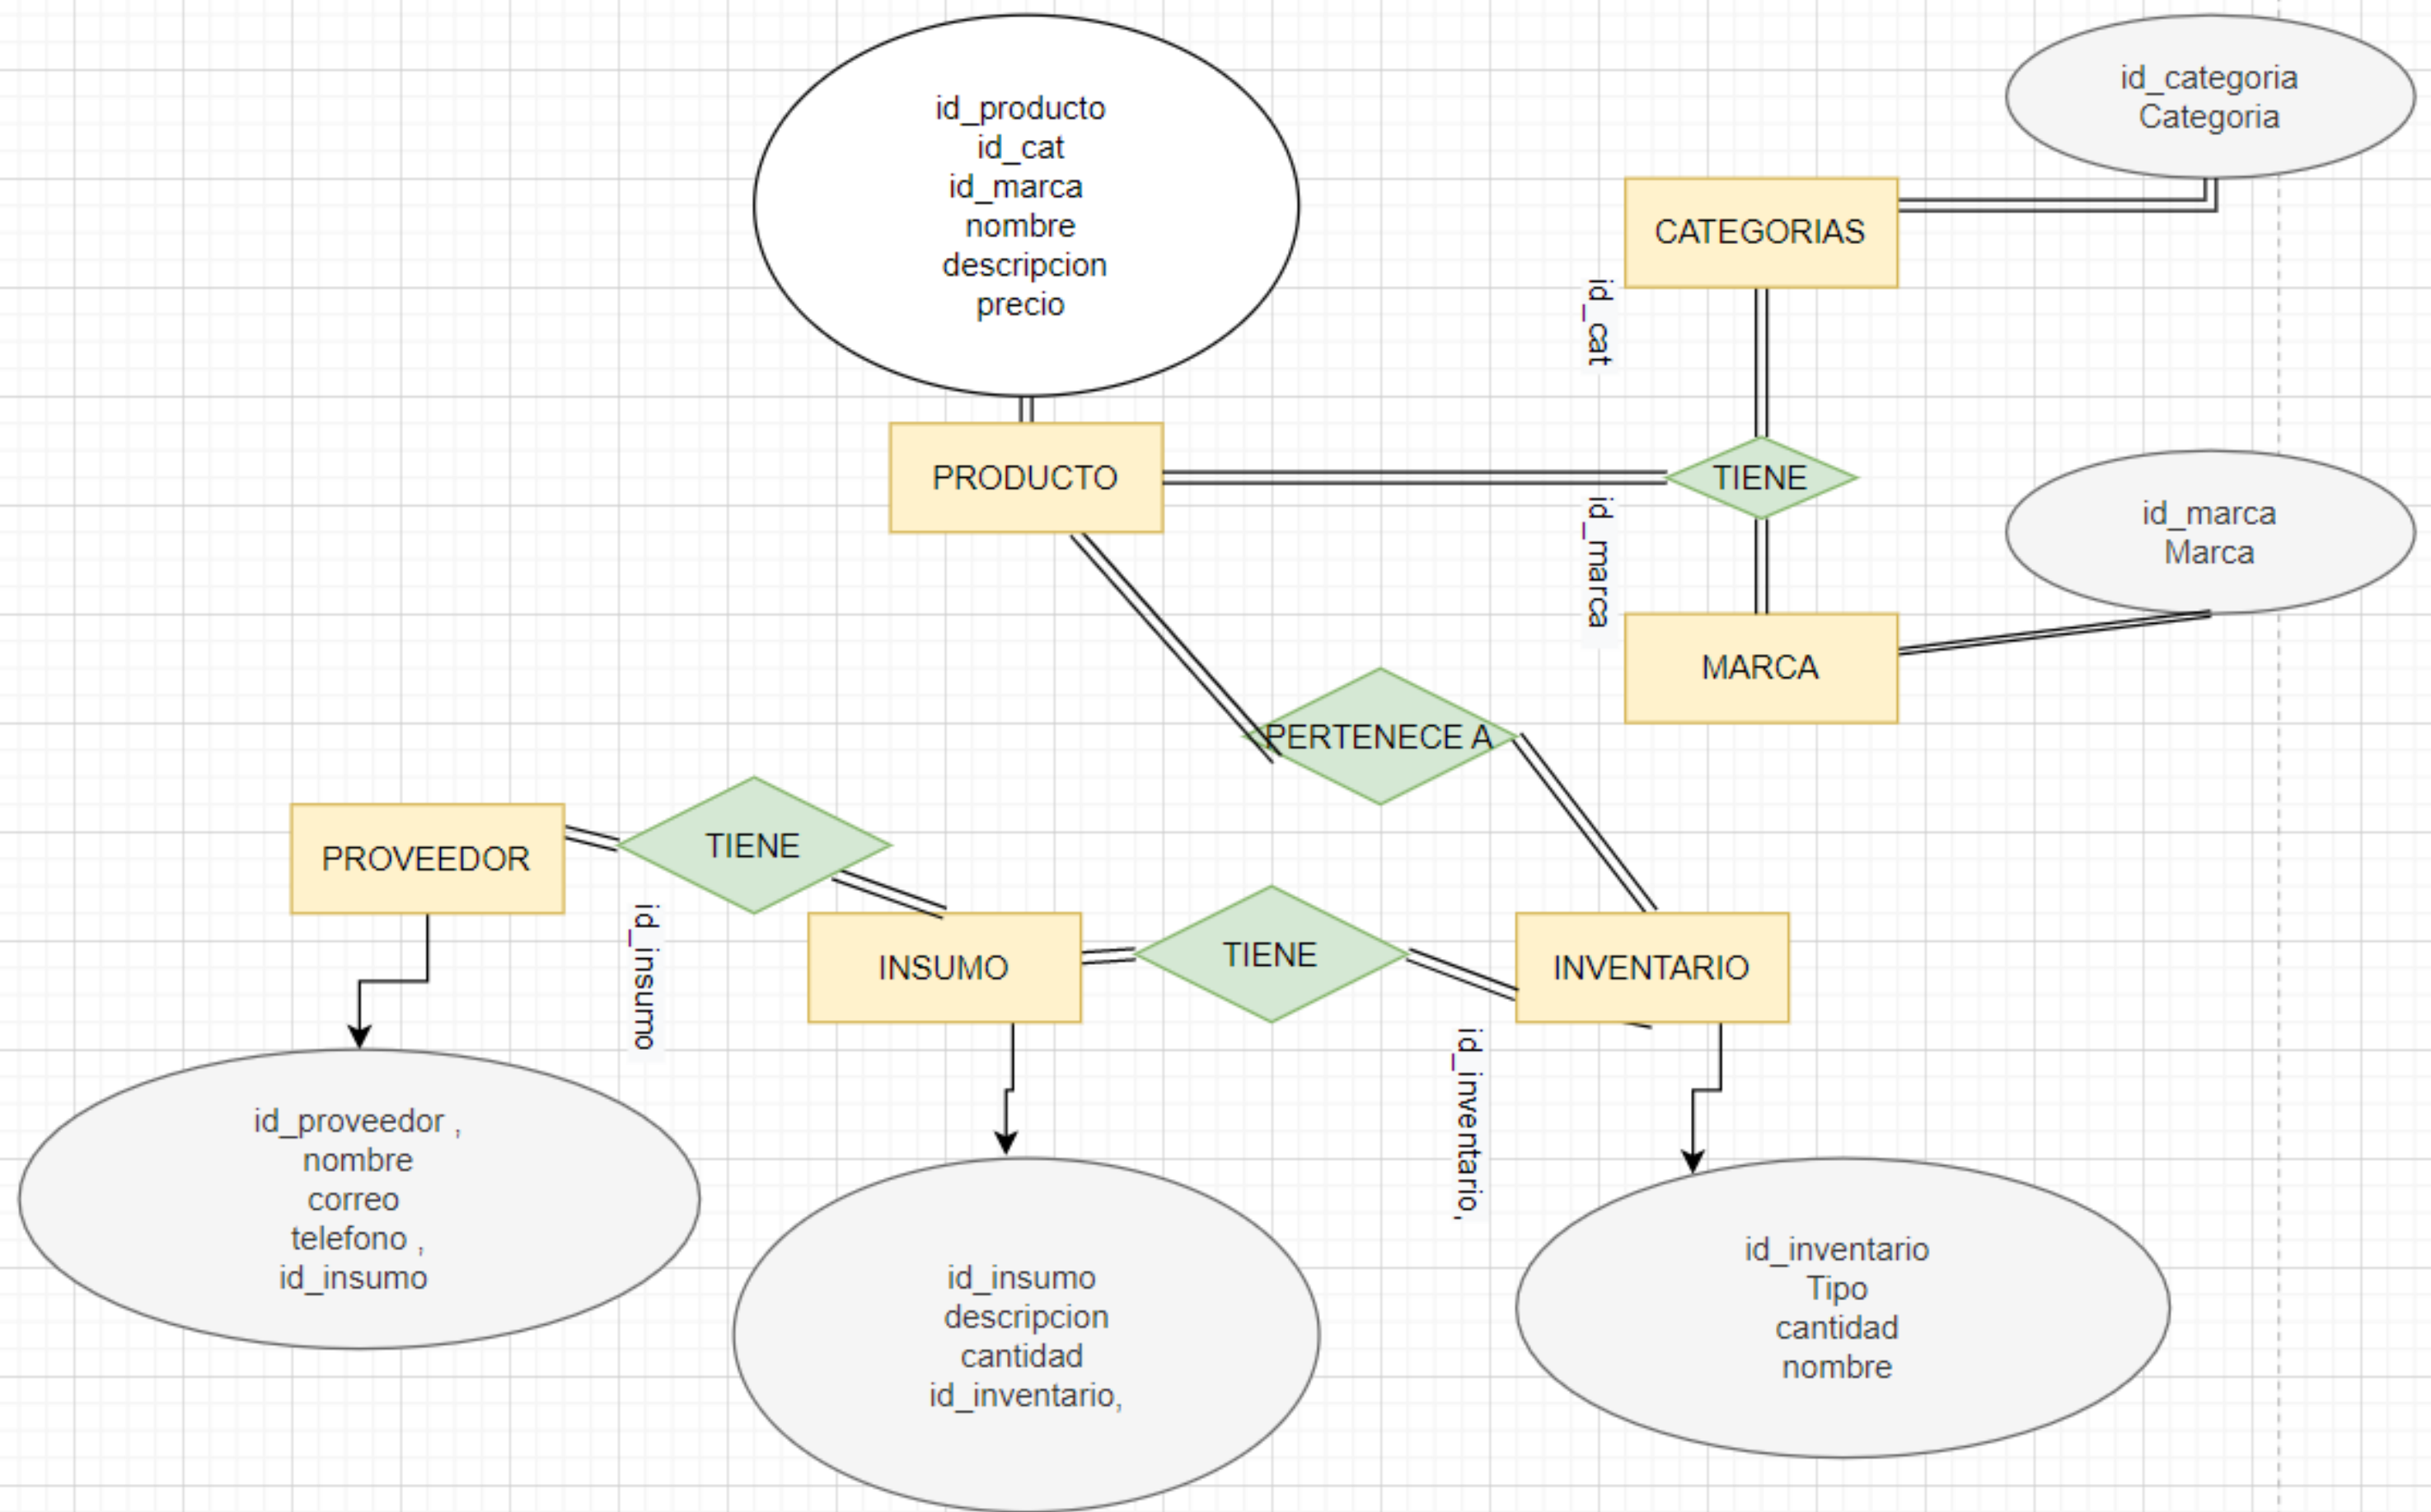 id_producto
id_cat
id_marca
nombre
descripcion
precio
id_categoria
Categoria
CATEGORIAS
id_cat
PRODUCTO
TIENE
id_marca
id_marca
Marca
MARCA
PERTENECE A
PROVEEDOR
TIENE
id_insumo
INSUMO
TIENE
INVENTARIO
id_inventario,
id_proveedor ,
nombre
correo
telefono ,
id_insumo
id_insumo
descripcion
cantidad
id_inventario,
id_inventario
Tipo
cantidad
nombre